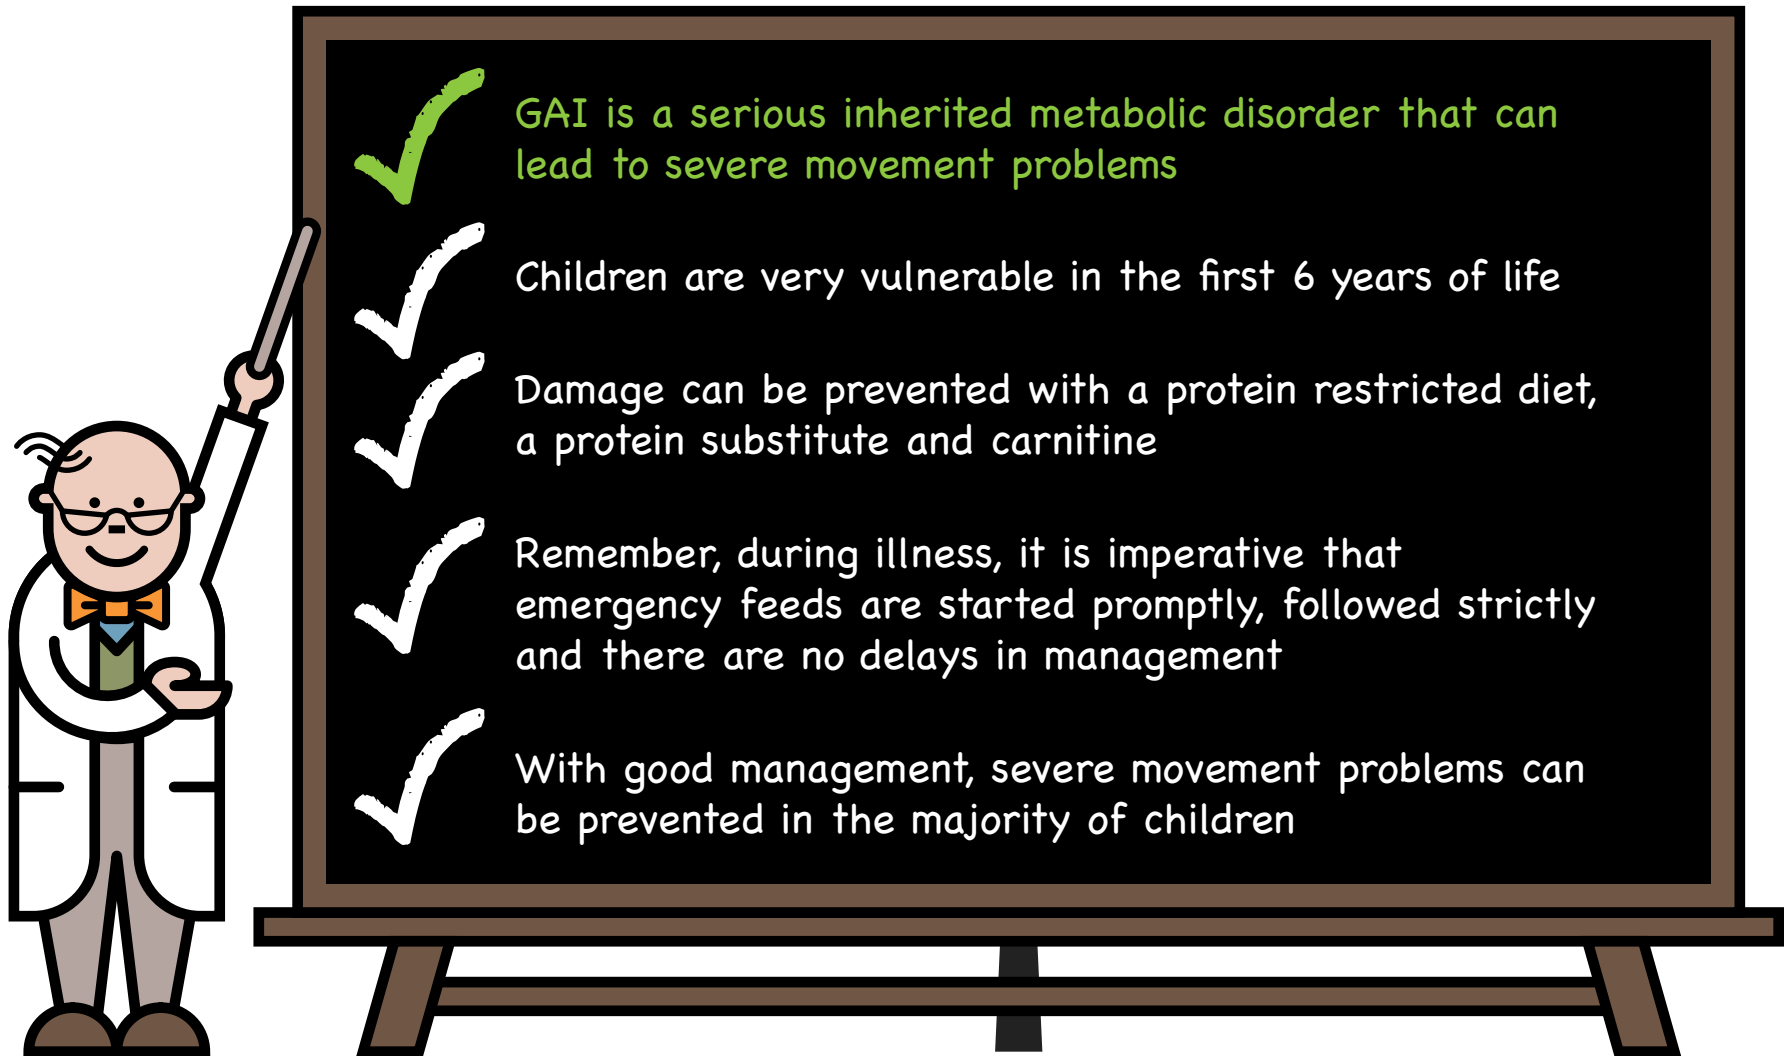 GAI is a serious inherited metabolic disorder that can
lead to severe movement problems
Children are very vulnerable in the first 6 years of life
Damage can be prevented with a protein restricted diet,
a protein substitute and carnitine
Remember, during illness, it is imperative that
emergency feeds are started promptly, followed strictly
and there are no delays in management
With good management, severe movement problems can
be prevented in the majority of children